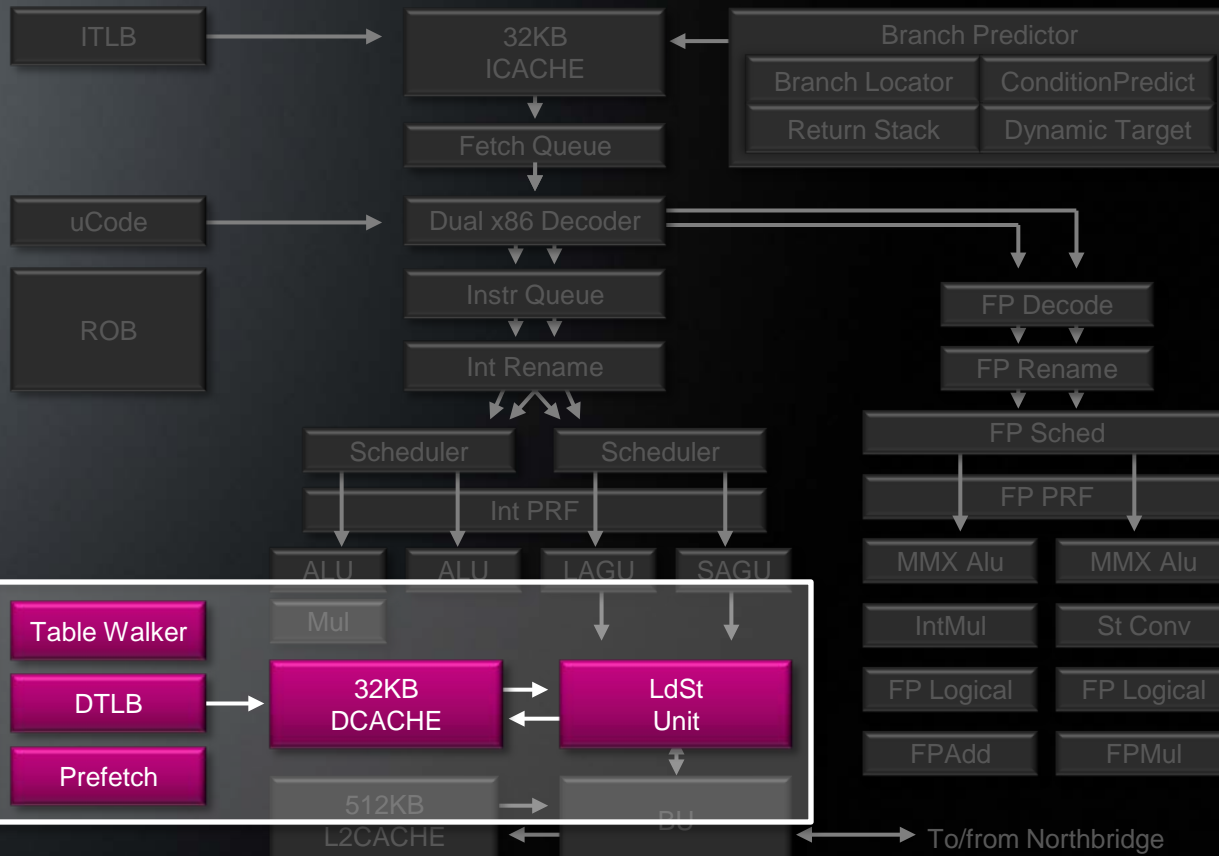 ITLB
32KB
ICACHE
Branch Predictor
Branch Locator
ConditionPredict
Return Stack
Dynamic Target
Fetch Queue
uCode
Dual x86 Decoder
ROB
Instr Queue
Int Rename
FP Decode
FP Rename
Scheduler
Scheduler
FP Sched
Int PRF
FP PRF
ALU
ALU
LAGU
SAGU
MMX Alu
MMX Alu
Table Walker
Mul
IntMul
St Conv
DTLB
32KB
DCACHE
LdSt
Unit
FP Logical
FP Logical
Prefetch
FPAdd
FPMul
512KB
L2CACHE
BU
To/from Northbridge